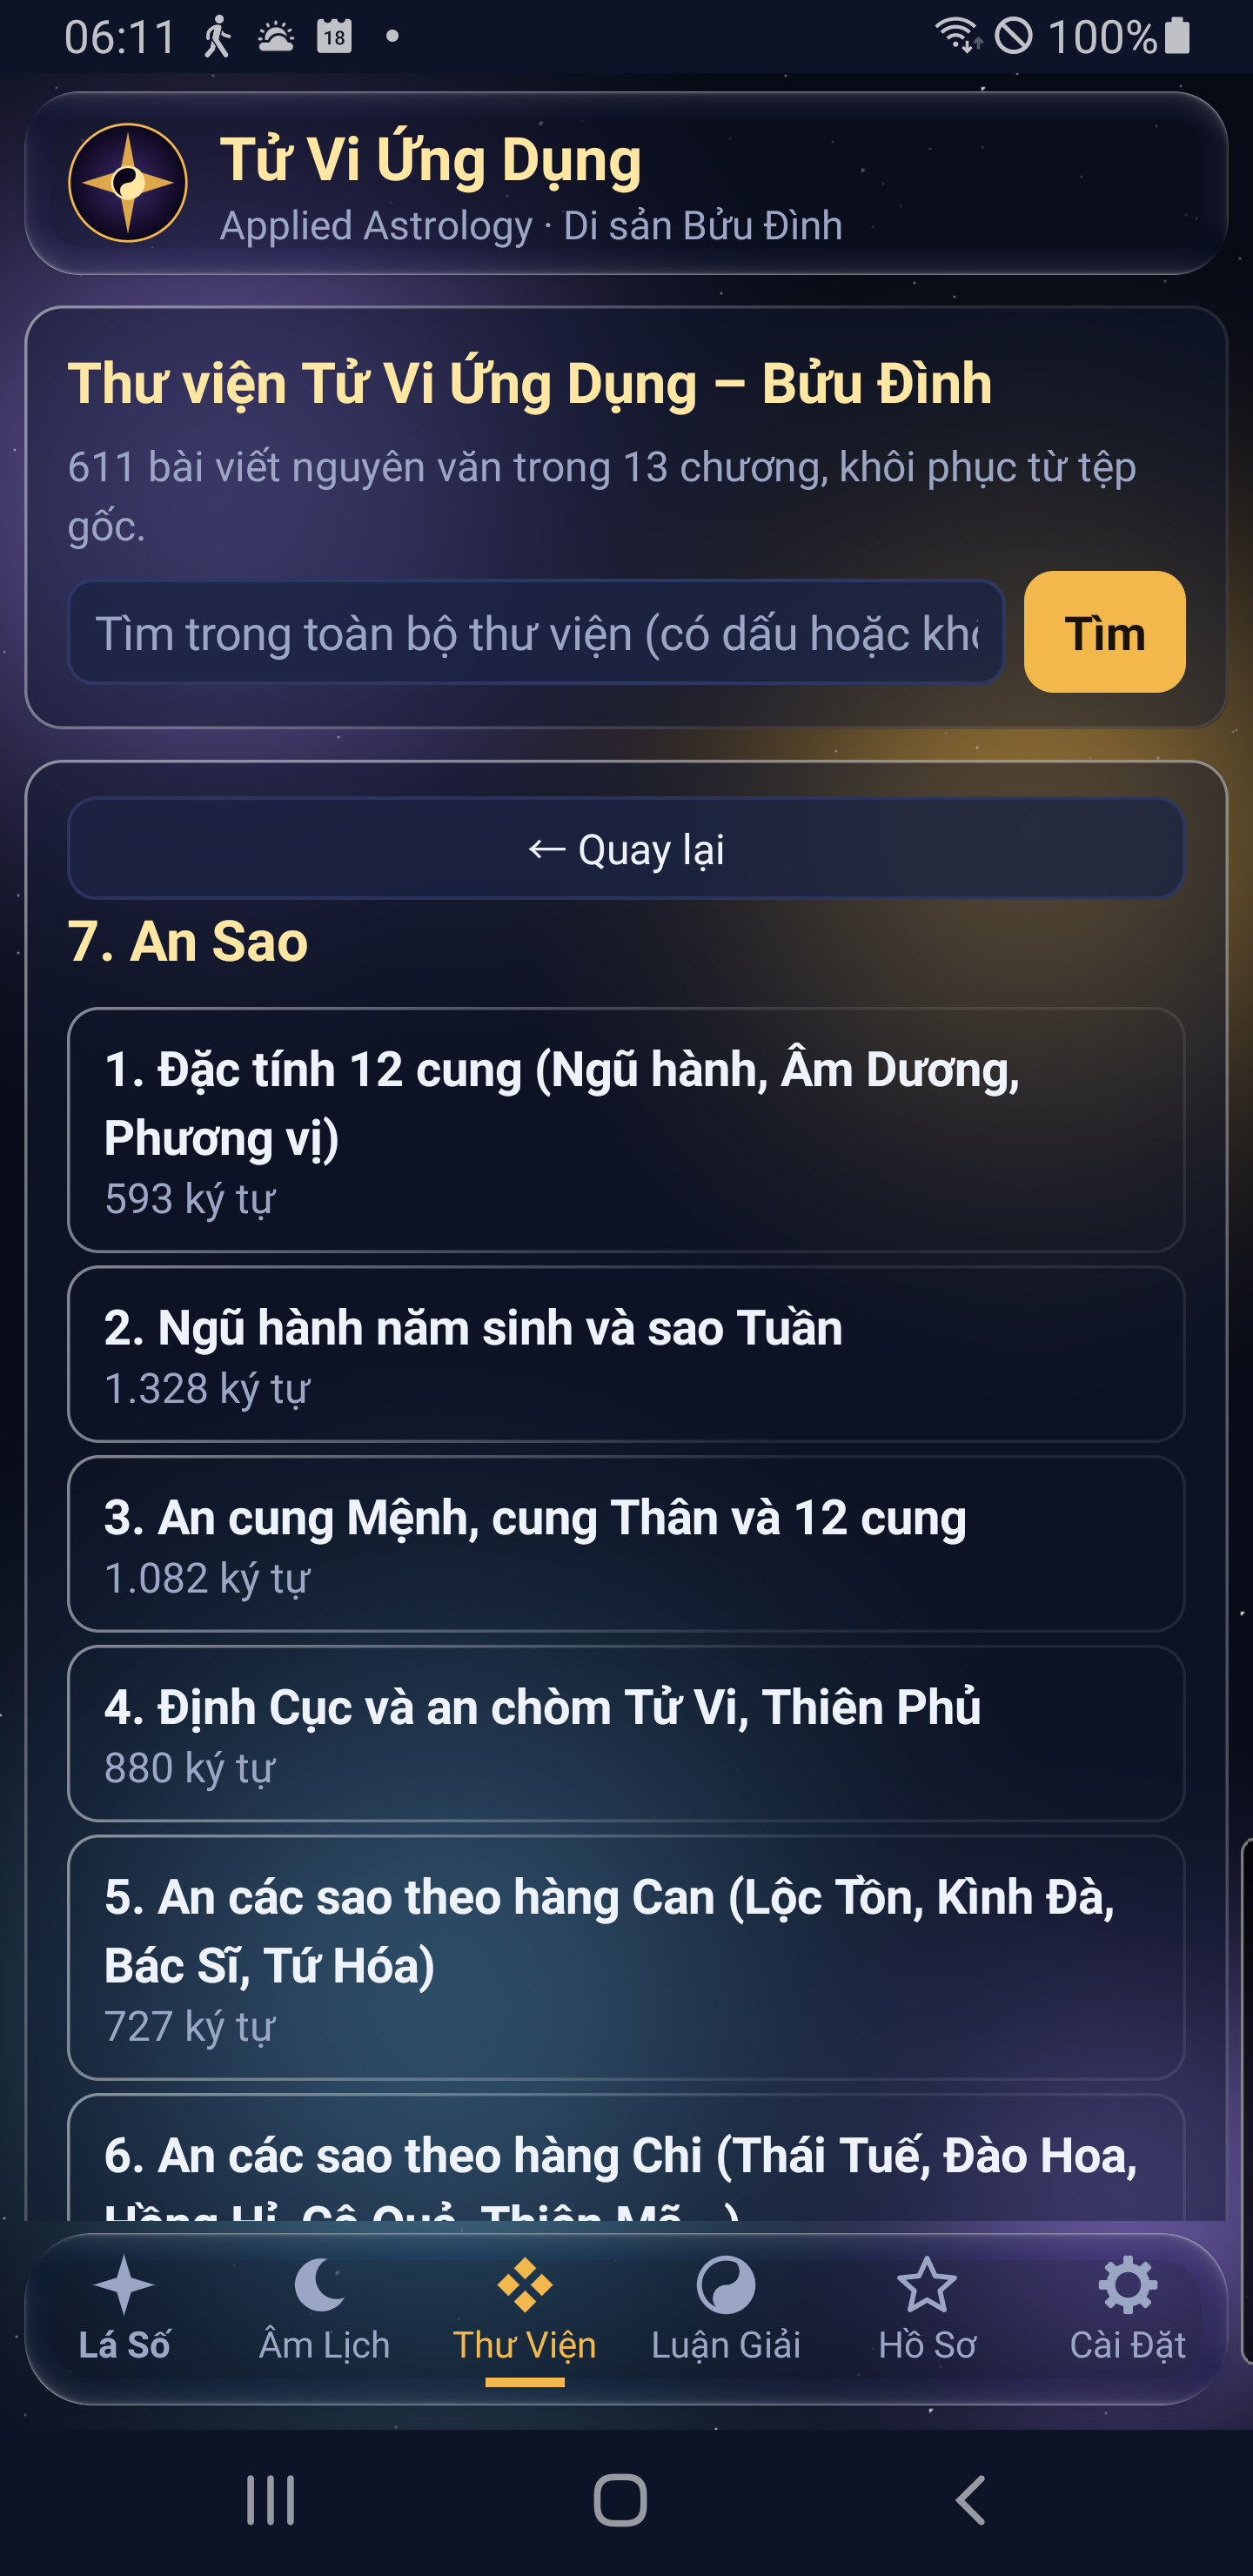 06:11
18
100%
Tử Vi Ứng Dụng
Applied Astrology · Di sản Bửu Đình
Thư viện Tử Vi Ứng Dụng – Bửu Đình
611 bài viết nguyên văn trong 13 chương, khôi phục từ tệp
gốc.
Tìm trong toàn bộ thư viện (có dấu hoặc
Tìm
← Quay lại
7. An Sao
1. Đặc tính 12 cung (Ngũ hành, Âm Dương,
Phương vị)
593 ký tự
2. Ngũ hành năm sinh và sao Tuần
1.328 ký tự
3. An cung Mệnh, cung Thân và 12 cung
1.082 ký tự
4. Định Cục và an chòm Tử Vi, Thiên Phủ
880 ký tự
5. An các sao theo hàng Can (Lộc Tồn, Kình Đà,
Bác Sĩ, Tứ Hóa)
727 ký tự
6. An các sao theo hàng Chi (Thái Tuế, Đào Hoa,
Hồng Hỉ, Cô Quả, Thiên Mã...)
Lá Số
Âm Lịch
Thư Viện
Luận Giải
Hồ Sơ
Cài Đặt